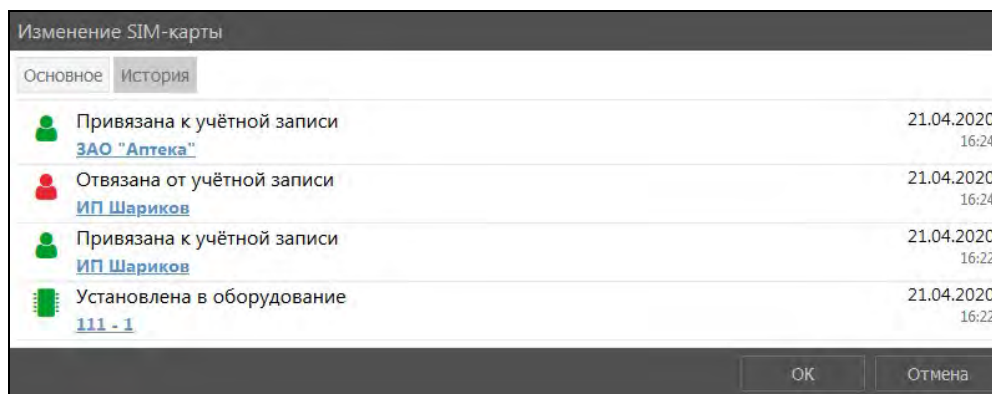 Изменение SIM-карты
Основное История
Привязана к учётной записи 21.04.2020
ЗАО "Аптека" 16:24
Отвязана от учётной записи 21.04.2020
ИП Шариков 16:24
Привязана к учётной записи 21.04.2020
ИП Шариков 16:22
Установлена в оборудование 21.04.2020
111 - 1 16:22
ОК Отмена